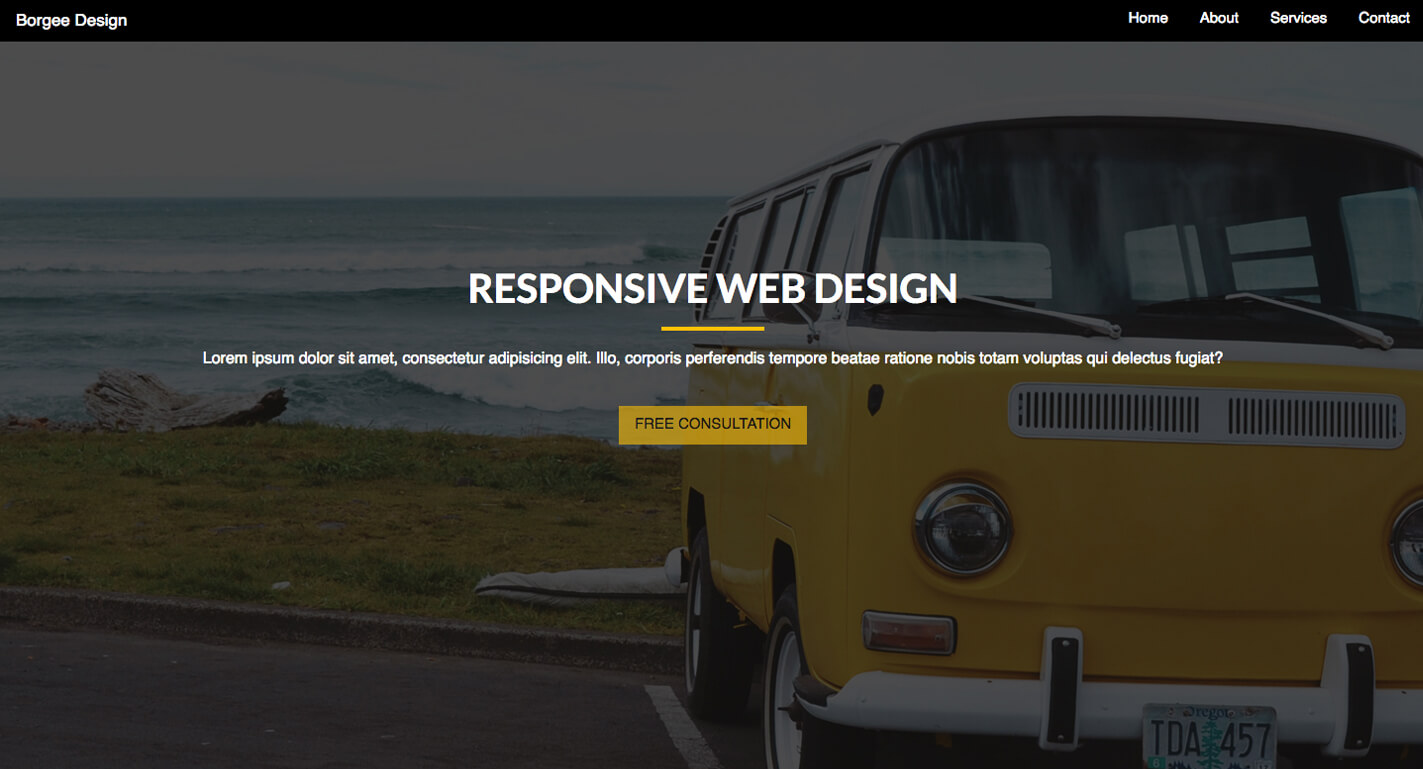 Borgee Design
Home About Services Contact
RESPONSIVE WEB DESIGN
Lorem ipsum dolor sit amet, consectetur adipisicing elit. Illo, corporis perferendis tempore beatae ratione nobis totam voluptas qui delectus fugiat?
FREE CONSULTATION
Oregon
TDA 457
6